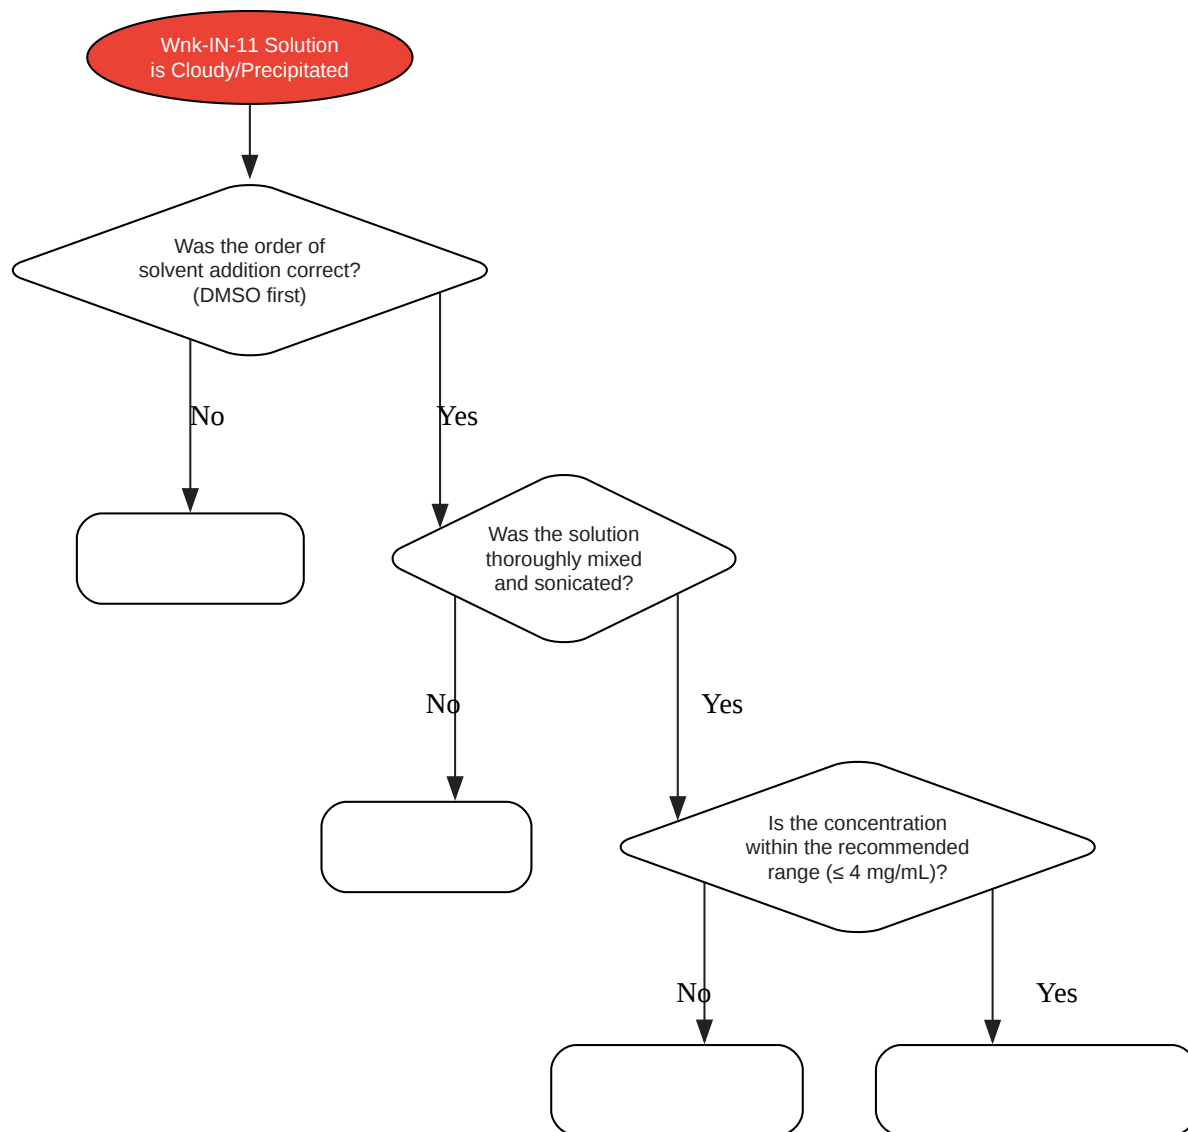 Wnk-IN-11 Solution
is Cloudy/Precipitated
Was the order of
solvent addition correct?
(DMSO first)
No
Yes
Was the solution
thoroughly mixed
and sonicated?
No
Yes
Is the concentration
within the recommended
range (≤ 4 mg/mL)?
No
Yes